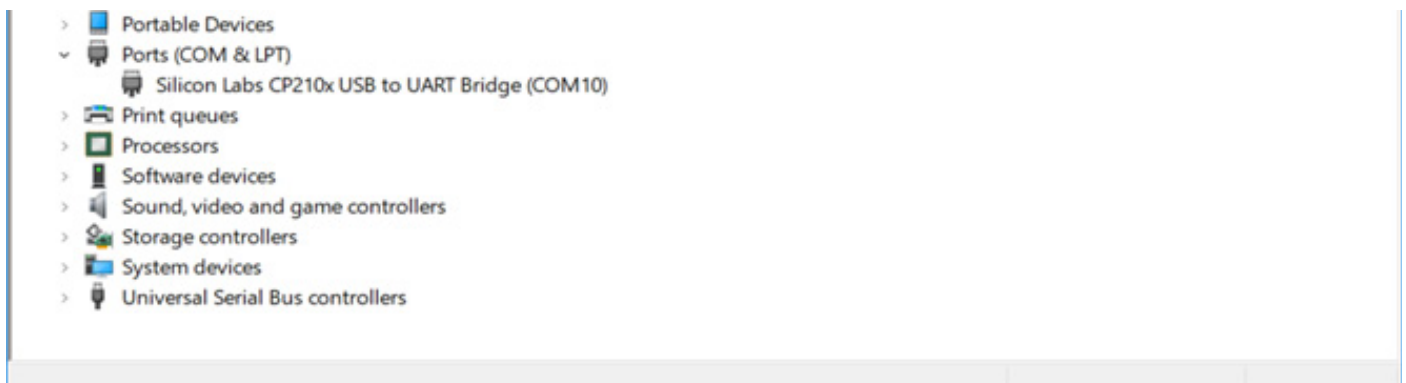 Portable Devices
Ports (COM & LPT)
Silicon Labs CP210x USB to UART Bridge (COM10)
Print queues
Processors
Software devices
Sound, video and game controllers
Storage controllers
System devices
Universal Serial Bus controllers